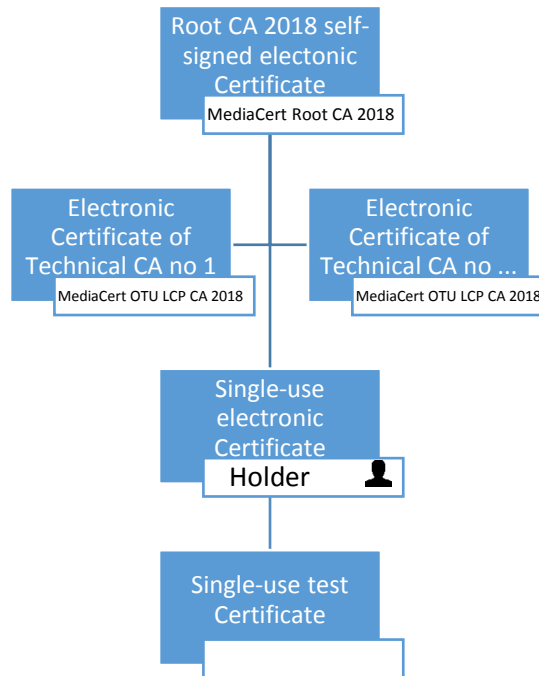 Root CA 2018 self-
signed electonic
Certificate
MediaCert Root CA 2018
Electronic
Certificate of
Technical CA no 1
MediaCert OTU LCP CA 2018
Electronic
Certificate of
Technical CA no ...
MediaCert OTU LCP CA 2018
Single-use
electronic
Certificate
Holder
Single-use test
Certificate